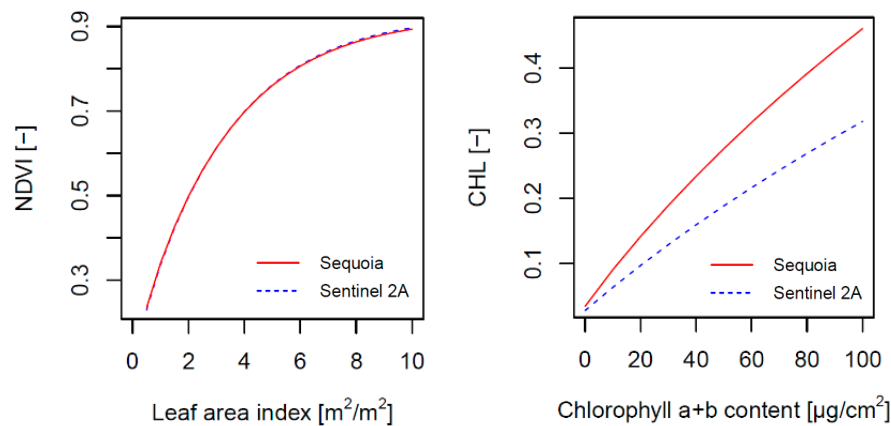 NDVI [−]
0.9
0.7
0.5
0.3
Sequoia
Sentinel 2A
0 2 4 6 8 10
Leaf area index [m²/m²]
CHL [−]
0.4
0.3
0.2
0.1
Sequoia
Sentinel 2A
0 20 40 60 80 100
Chlorophyll a+b content [µg/cm²]